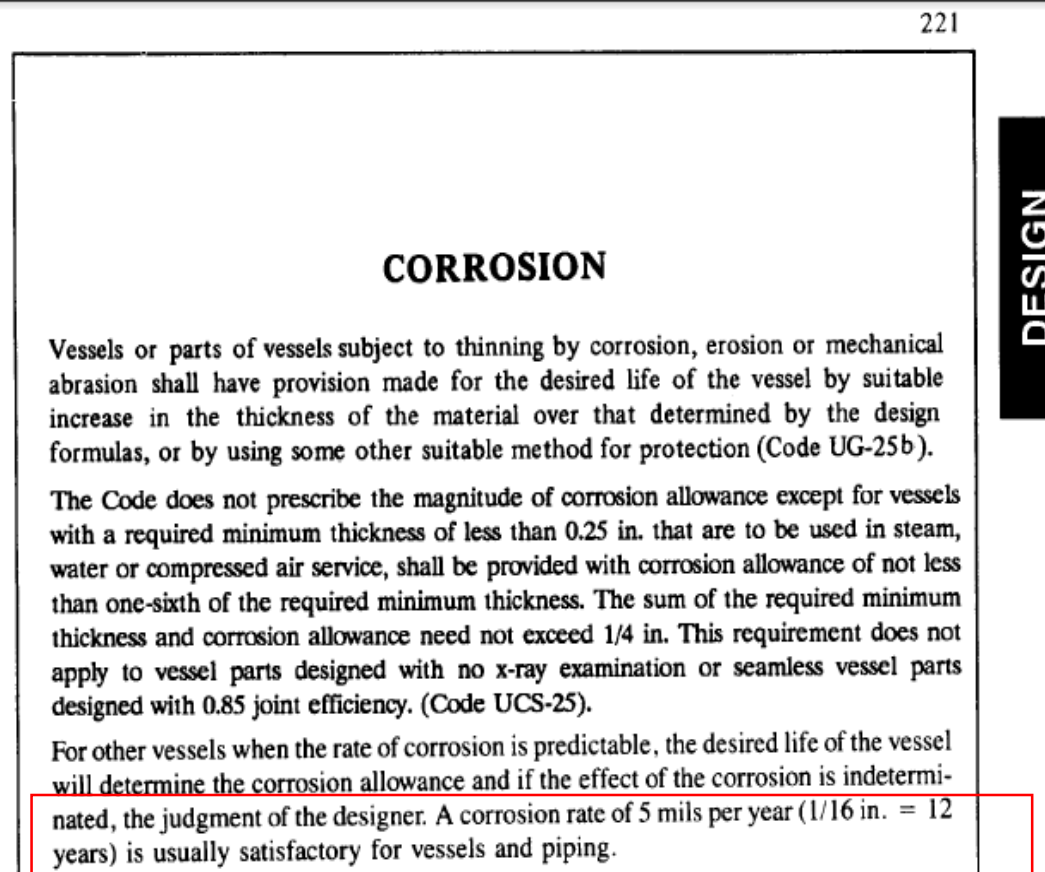 221
DESIGN
CORROSION
Vessels or parts of vessels subject to thinning by corrosion, erosion or mechanical
abrasion shall have provision made for the desired life of the vessel by suitable
increase in the thickness of the material over that determined by the design
formulas, or by using some other suitable method for protection (Code UG-25b).
The Code does not prescribe the magnitude of corrosion allowance except for vessels
with a required minimum thickness of less than 0.25 in. that are to be used in steam,
water or compressed air service, shall be provided with corrosion allowance of not less
than one-sixth of the required minimum thickness. The sum of the required minimum
thickness and corrosion allowance need not exceed 1/4 in. This requirement does not
apply to vessel parts designed with no x-ray examination or seamless vessel parts
designed with 0.85 joint efficiency. (Code UCS-25).
For other vessels when the rate of corrosion is predictable, the desired life of the vessel
will determine the corrosion allowance and if the effect of the corrosion is indetermi-
nated, the judgment of the designer. A corrosion rate of 5 mils per year (1/16 in. = 12
years) is usually satisfactory for vessels and piping.